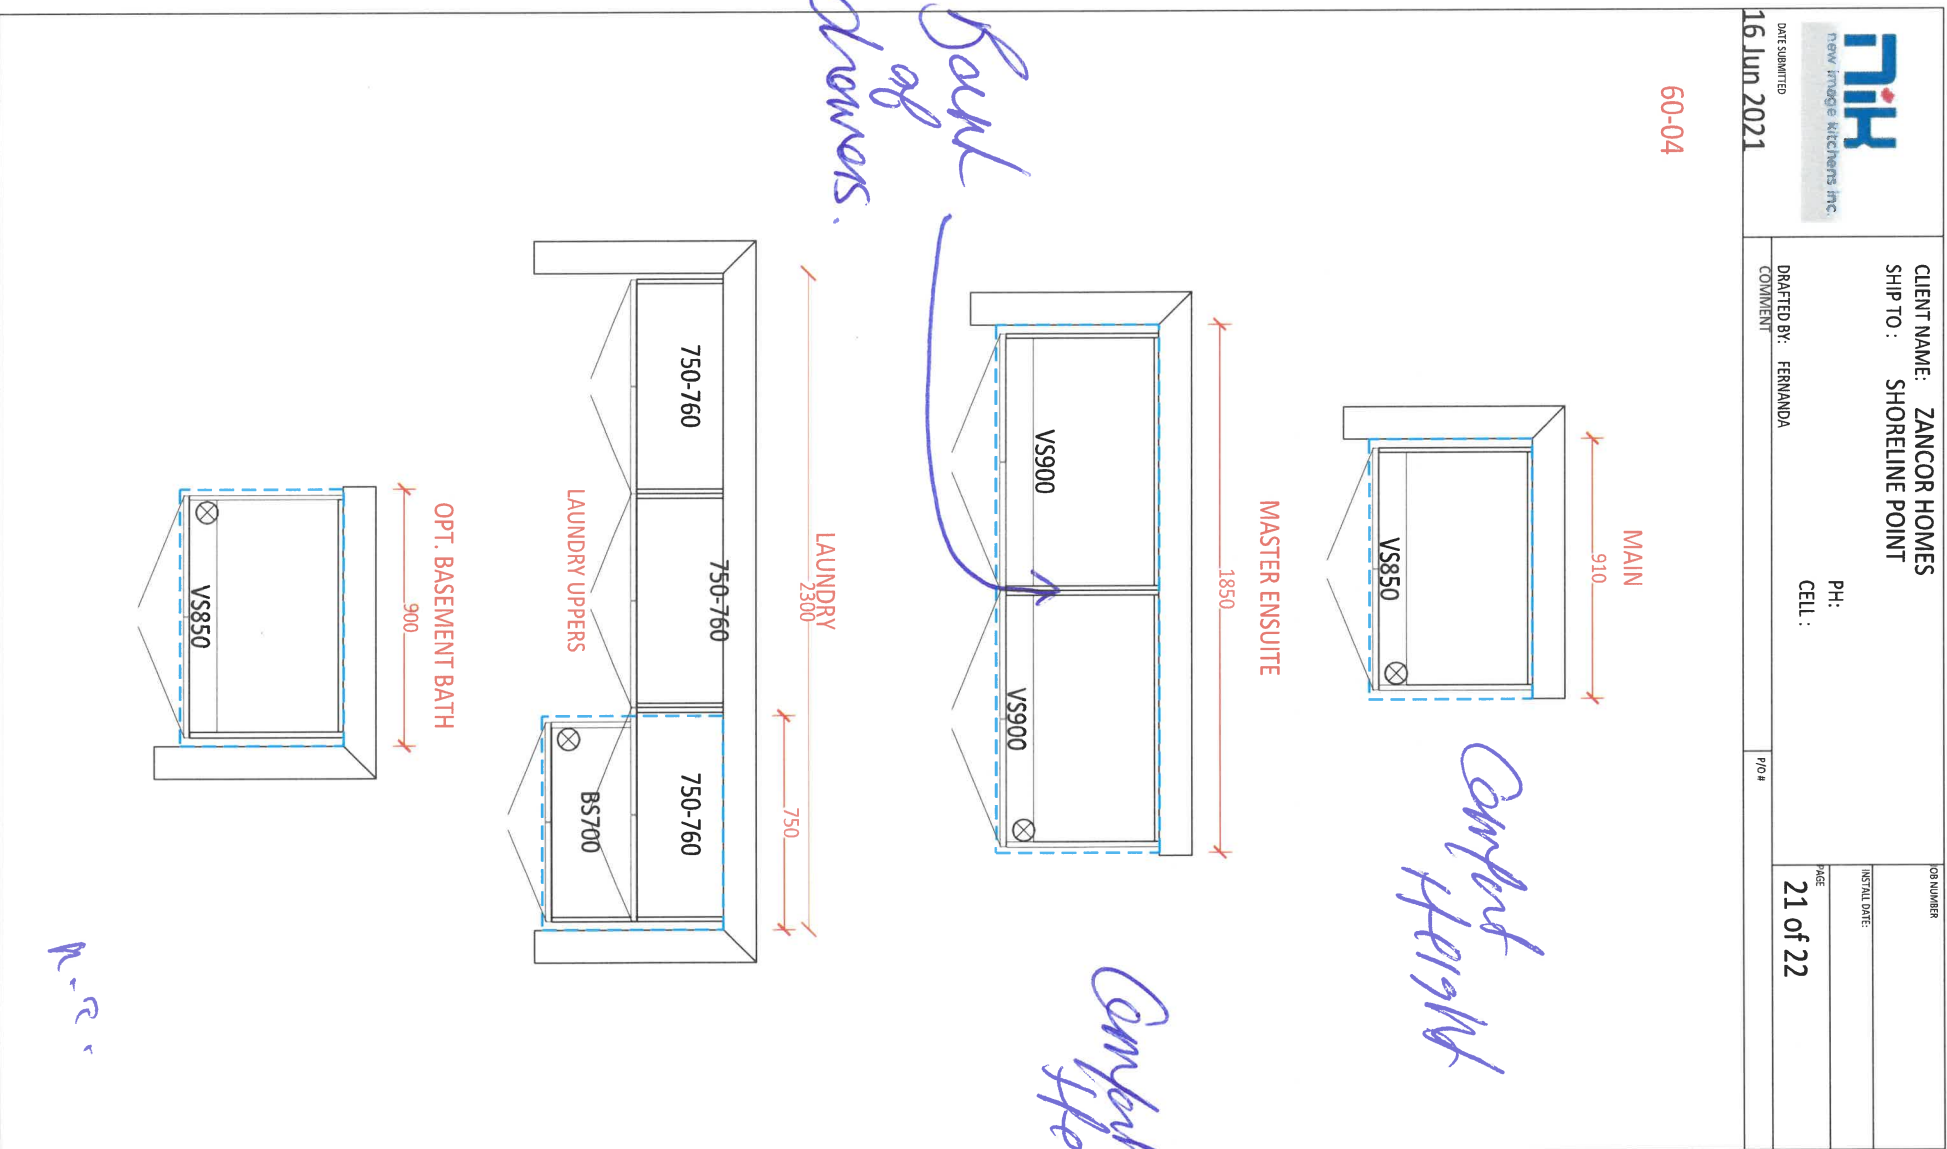 nik
new image kitchens inc.
DATE SUBMITTED
16 Jun 2021
CLIENT NAME: ZANCOR HOMES
SHIP TO : SHORELINE POINT
PH:
CELL :
DRAFTED BY: FERNANDA
COMMENT
P/O #
JOB NUMBER
INSTALL DATE:
PAGE
21 of 22
60-04
MAIN
910
VS850
Comfort
Height
MASTER ENSUITE
1850
VS900
VS900
Comfort
He
Bank
of
drawers.
LAUNDRY
2300
750
750-760
750-760
750-760
BS700
LAUNDRY UPPERS
OPT. BASEMENT BATH
900
VS850